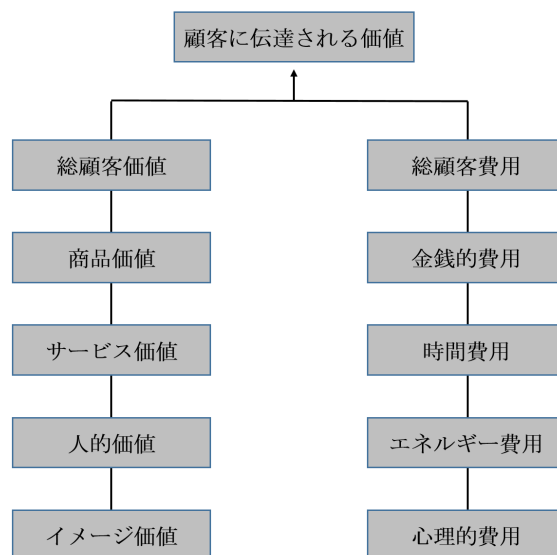 顧客に伝達される価値
総顧客価値
総顧客費用
商品価値
金銭的費用
サービス価値
時間費用
人的価値
エネルギー費用
イメージ価値
心理的費用